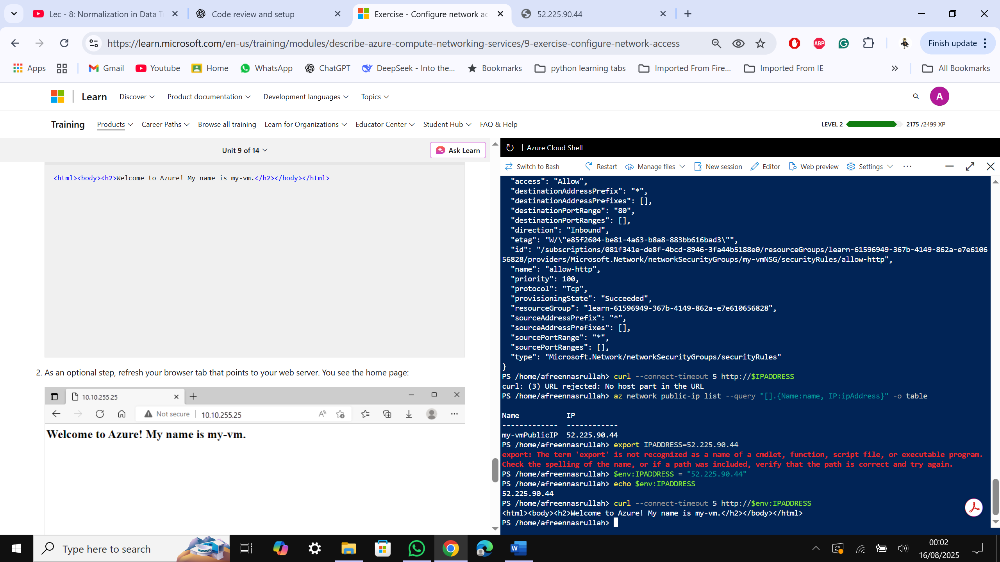 Lec - 8: Normalization in Data T
Code review and setup
Exercise - Configure network ac
52.225.90.44
https://learn.microsoft.com/en-us/training/modules/describe-azure-compute-networking-services/9-exercise-configure-network-access
ABP
Finish update
Apps
Gmail
Youtube
Home
WhatsApp
ChatGPT
DeepSeek - Into the...
Bookmarks
python learning tabs
Imported From Fire...
Imported From IE
All Bookmarks
Learn
Discover
Product documentation
Development languages
Topics
A
Training
Products
Career Paths
Browse all training
Learn for Organizations
Educator Center
Student Hub
FAQ & Help
LEVEL 2
2175 /2499 XP
Unit 9 of 14
Ask Learn
<html><body><h2>Welcome to Azure! My name is my-vm.</h2></body></html>
2. As an optional step, refresh your browser tab that points to your web server. You see the home page:
10.10.255.25
Not secure
10.10.255.25
Welcome to Azure! My name is my-vm.
Azure Cloud Shell
Switch to Bash
Restart
Manage files
New session
Editor
Web preview
Settings
"access": "Allow",
"destinationAddressPrefix": "*",
"destinationAddressPrefixes": [],
"destinationPortRange": "80",
"destinationPortRanges": [],
"direction": "Inbound",
"etag": "W/\"e85f2604-be81-4a63-b8a8-883bb616bad3\"",
"id": "/subscriptions/081f341e-de8f-4bcd-8946-3fa44b5188e0/resourceGroups/learn-61596949-367b-4149-862a-e7e6106
56828/providers/Microsoft.Network/networkSecurityGroups/my-vmNSG/securityRules/allow-http",
"name": "allow-http",
"priority": 100,
"protocol": "Tcp",
"provisioningState": "Succeeded",
"resourceGroup": "learn-61596949-367b-4149-862a-e7e610656828",
"sourceAddressPrefix": "*",
"sourceAddressPrefixes": [],
"sourcePortRange": "*",
"sourcePortRanges": [],
"type": "Microsoft.Network/networkSecurityGroups/securityRules"
}
PS /home/afreennasrullah> curl --connect-timeout 5 http://$IPADDRESS
curl: (3) URL rejected: No host part in the URL
PS /home/afreennasrullah> az network public-ip list --query "[].{Name:name, IP:ipAddress}" -o table
Name IP
------------- ------------
my-vmPublicIP 52.225.90.44
PS /home/afreennasrullah> export IPADDRESS=52.225.90.44
export: The term 'export' is not recognized as a name of a cmdlet, function, script file, or executable program.
Check the spelling of the name, or if a path was included, verify that the path is correct and try again.
PS /home/afreennasrullah> $env:IPADDRESS = "52.225.90.44"
PS /home/afreennasrullah> echo $env:IPADDRESS
52.225.90.44
PS /home/afreennasrullah> curl --connect-timeout 5 http://$env:IPADDRESS
<html><body><h2>Welcome to Azure! My name is my-vm.</h2></body></html>
PS /home/afreennasrullah>
Type here to search
W
00:02
16/08/2025